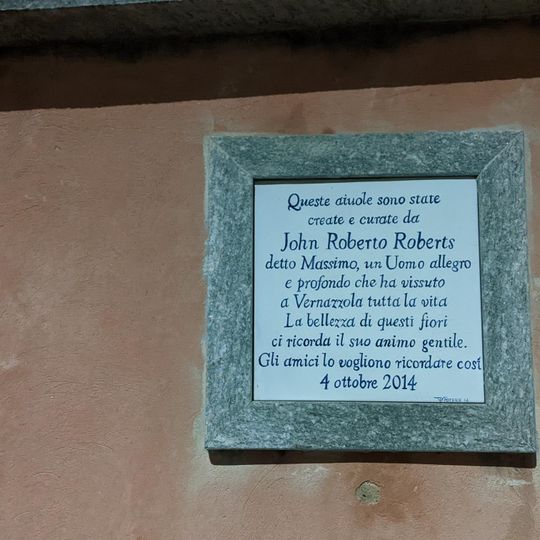 Queste aiuole sono state
create e curate da
John Roberto Roberts
detto Massimo, un Uomo allegro
e profondo che ha vissuto
a Vernazzola tutta la vita
La bellezza di questi fiori
ci ricorda il suo animo gentile.
Gli amici lo vogliono ricordare così
4 ottobre 2014